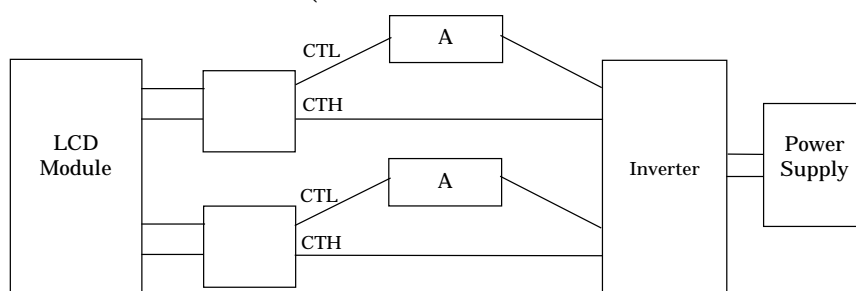 (
CTL
A
CTH
LCD
Module
Inverter
Power
Supply
CTL
A
CTH